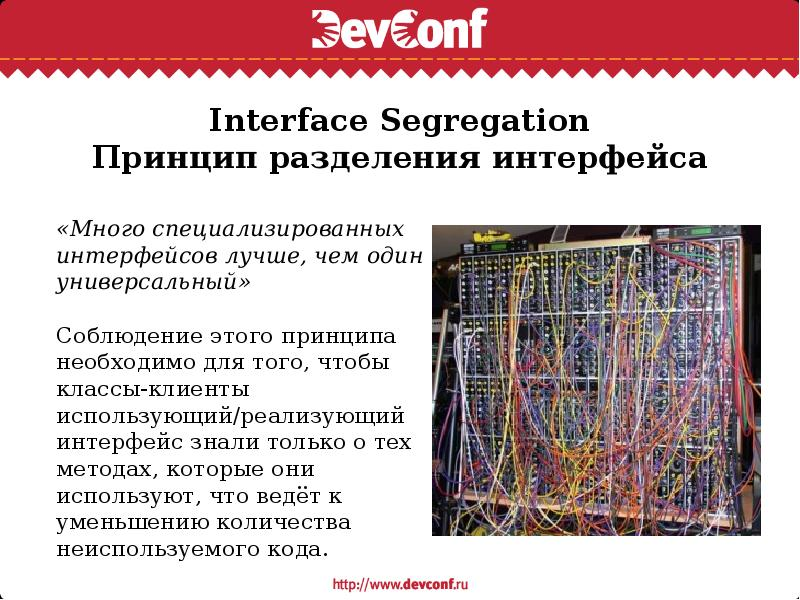 DevConf
Interface Segregation
Принцип разделения интерфейса
«Много специализированных
интерфейсов лучше, чем один
универсальный»
Соблюдение этого принципа
необходимо для того, чтобы
классы-клиенты
использующий/реализующий
интерфейс знали только о тех
методах, которые они
используют, что ведёт к
уменьшению количества
неиспользуемого кода.
http://www.devconf.ru